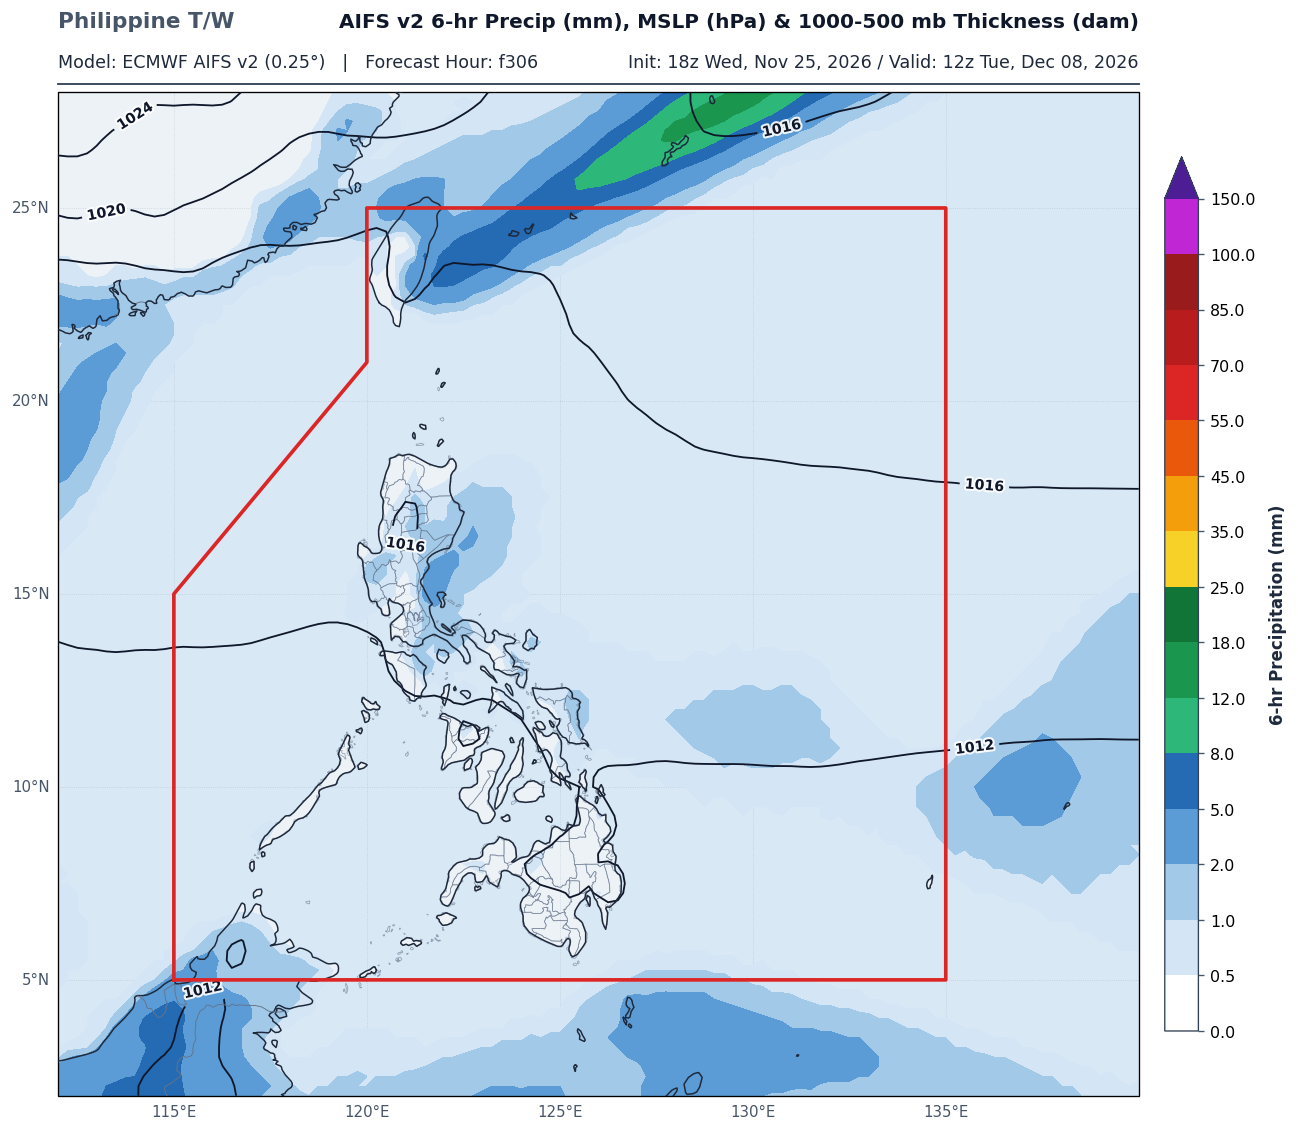 Philippine T/W
AIFS v2 6-hr Precip (mm), MSLP (hPa) & 1000-500 mb Thickness (dam)
Model: ECMWF AIFS v2 (0.25°) | Forecast Hour: f306
Init: 18z Wed, Nov 25, 2026 / Valid: 12z Tue, Dec 08, 2026
1024
1016
1020
1016
1016
1012
1012
25°N
20°N
15°N
10°N
5°N
115°E
120°E
125°E
130°E
135°E
150.0
100.0
85.0
70.0
55.0
45.0
35.0
25.0
18.0
12.0
8.0
5.0
2.0
1.0
0.5
0.0
6-hr Precipitation (mm)